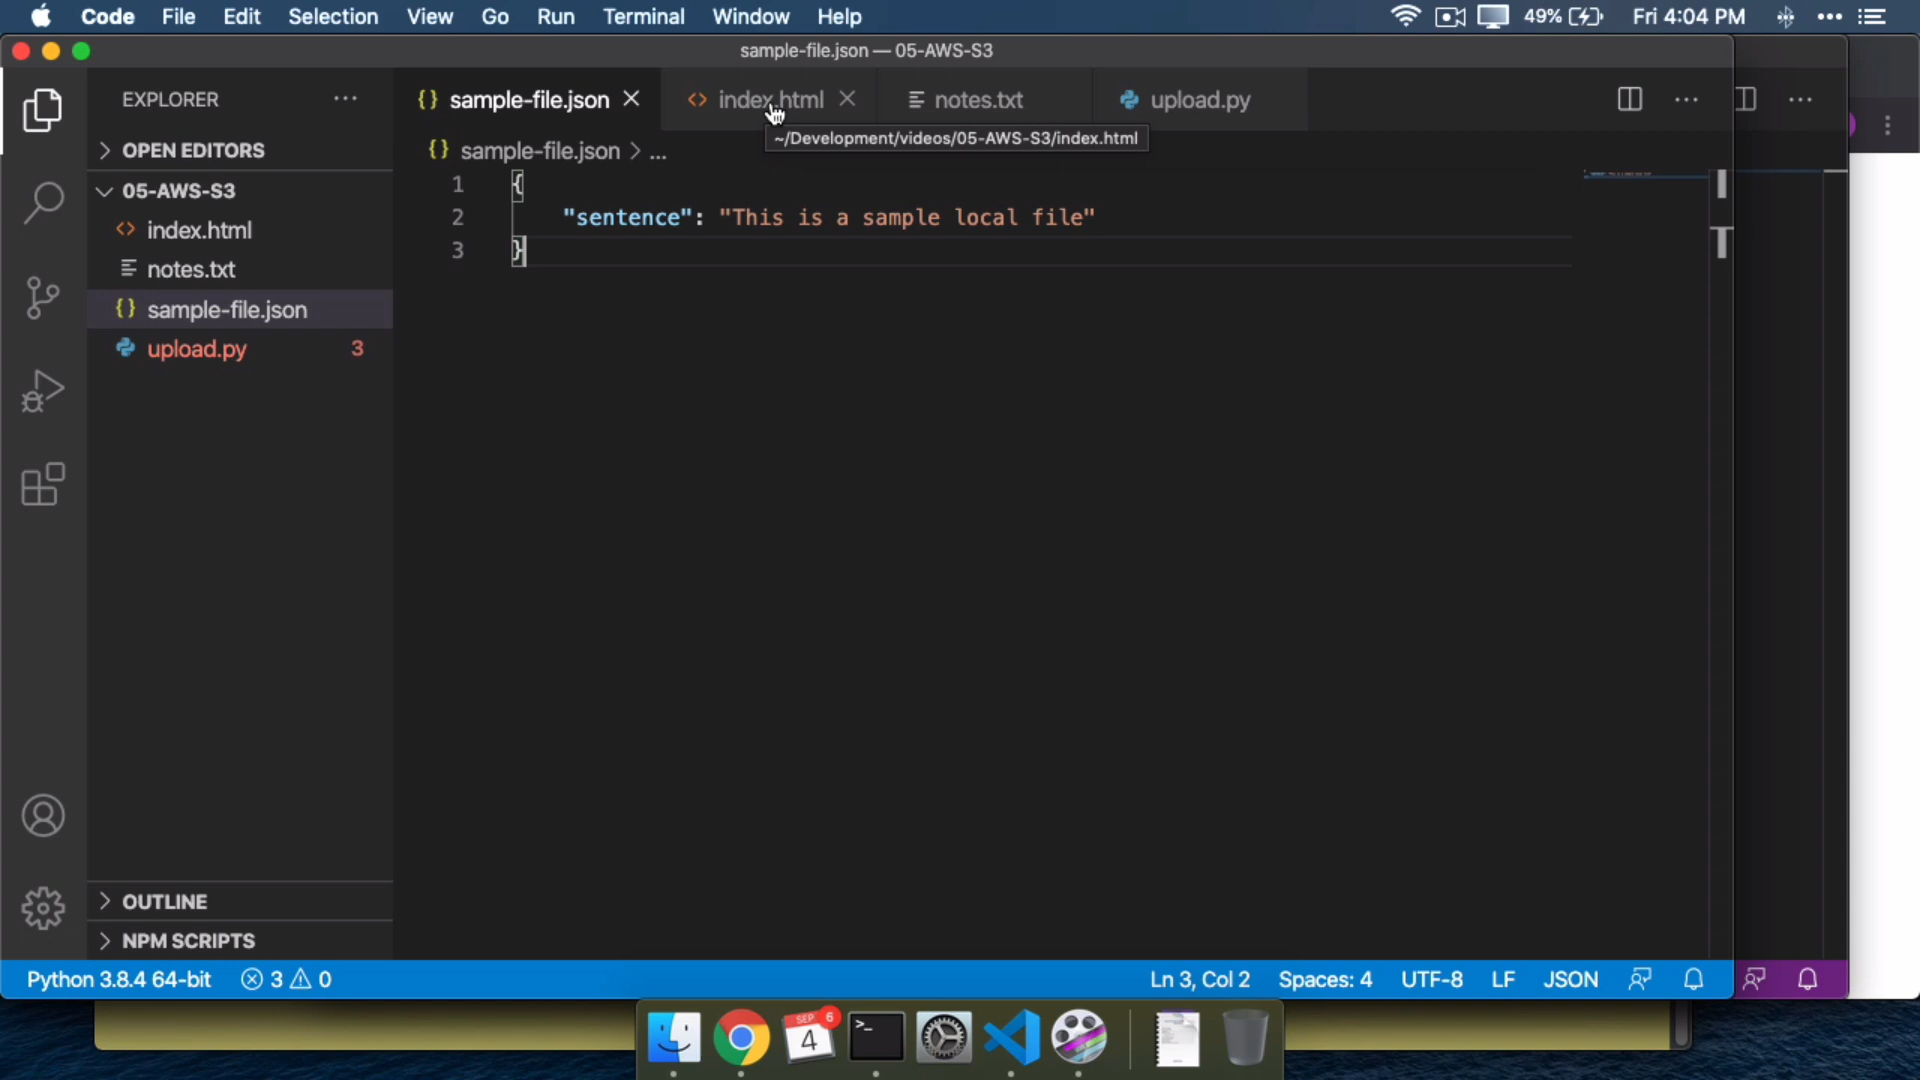 Code File Edit Selection View Go Run Terminal Window Help 49% Fri 4:04 PM
sample-file.json — 05-AWS-S3
EXPLORER
sample-file.json index.html notes.txt upload.py
~/Development/videos/05-AWS-S3/index.html
sample-file.json > ...
OPEN EDITORS
05-AWS-S3
index.html
notes.txt
sample-file.json
upload.py 3
1 {
2 "sentence": "This is a sample local file"
3 }
OUTLINE
NPM SCRIPTS
Python 3.8.4 64-bit 3 0 Ln 3, Col 2 Spaces: 4 UTF-8 LF JSON
SEP 6
4